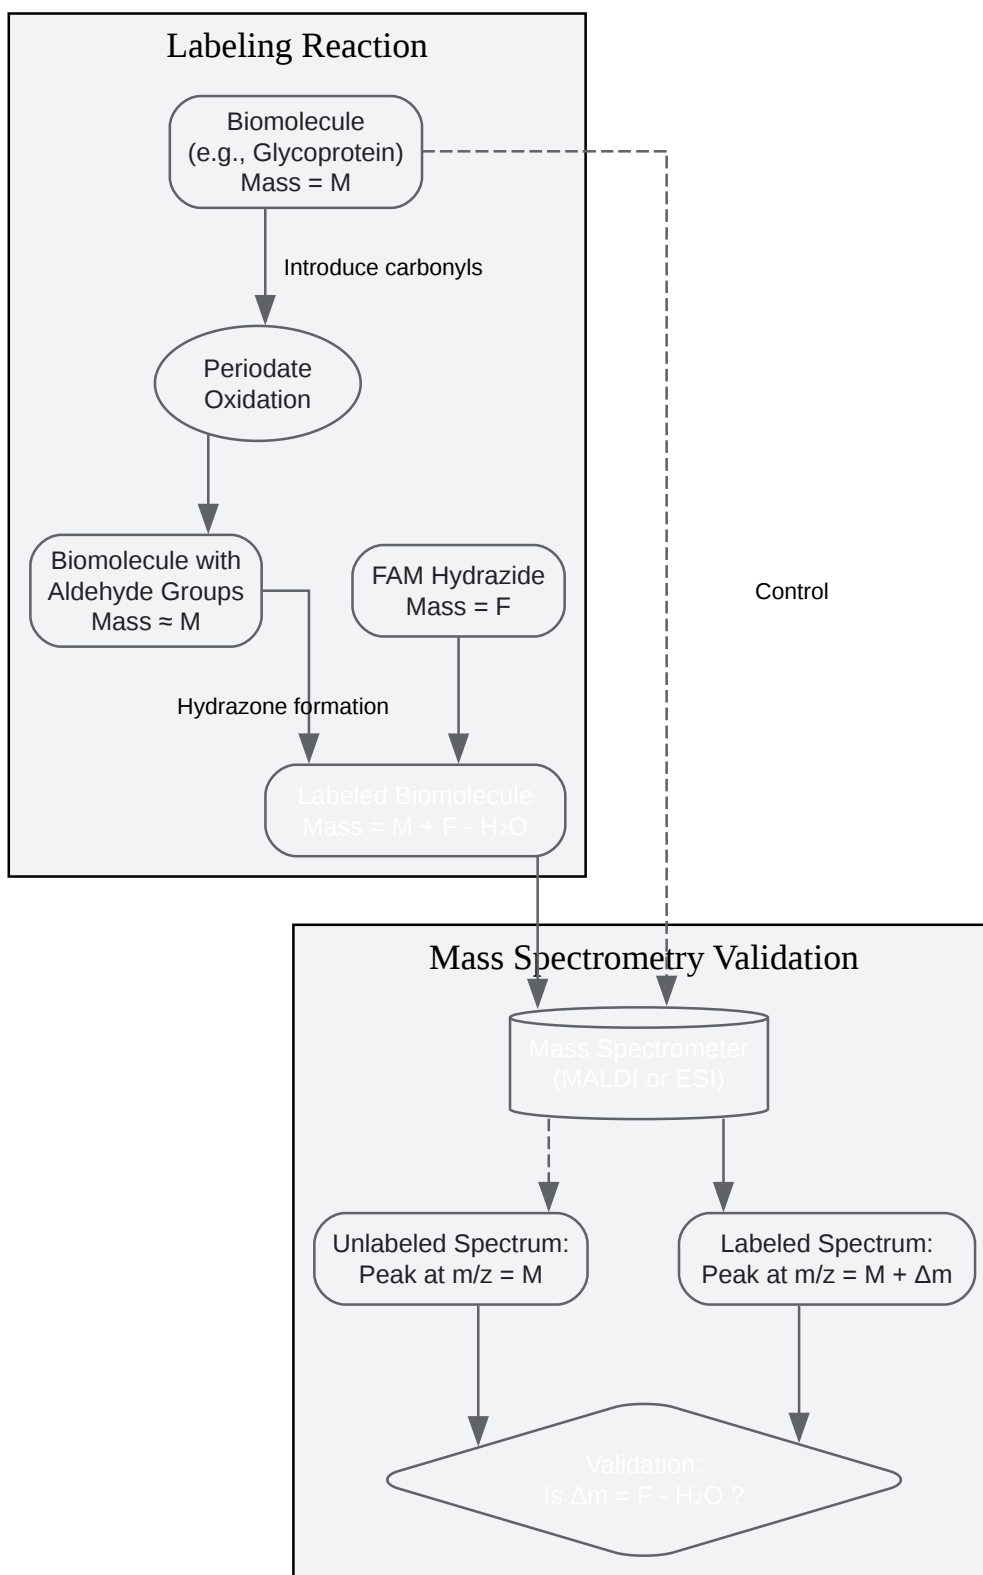 Labeling Reaction
Biomolecule
(e.g., Glycoprotein)
Mass = M
Introduce carbonyls
Periodate
Oxidation
Biomolecule with
Aldehyde Groups
Mass ≈ M
FAM Hydrazide
Mass = F
Control
Hydrazone formation
Labeled Biomolecule
Mass = M + F - H₂O
Mass Spectrometry Validation
Mass Spectrometer
(MALDI or ESI)
Unlabeled Spectrum:
Peak at m/z = M
Labeled Spectrum:
Peak at m/z = M + Δm
Validation:
Is Δm = F - H₂O ?